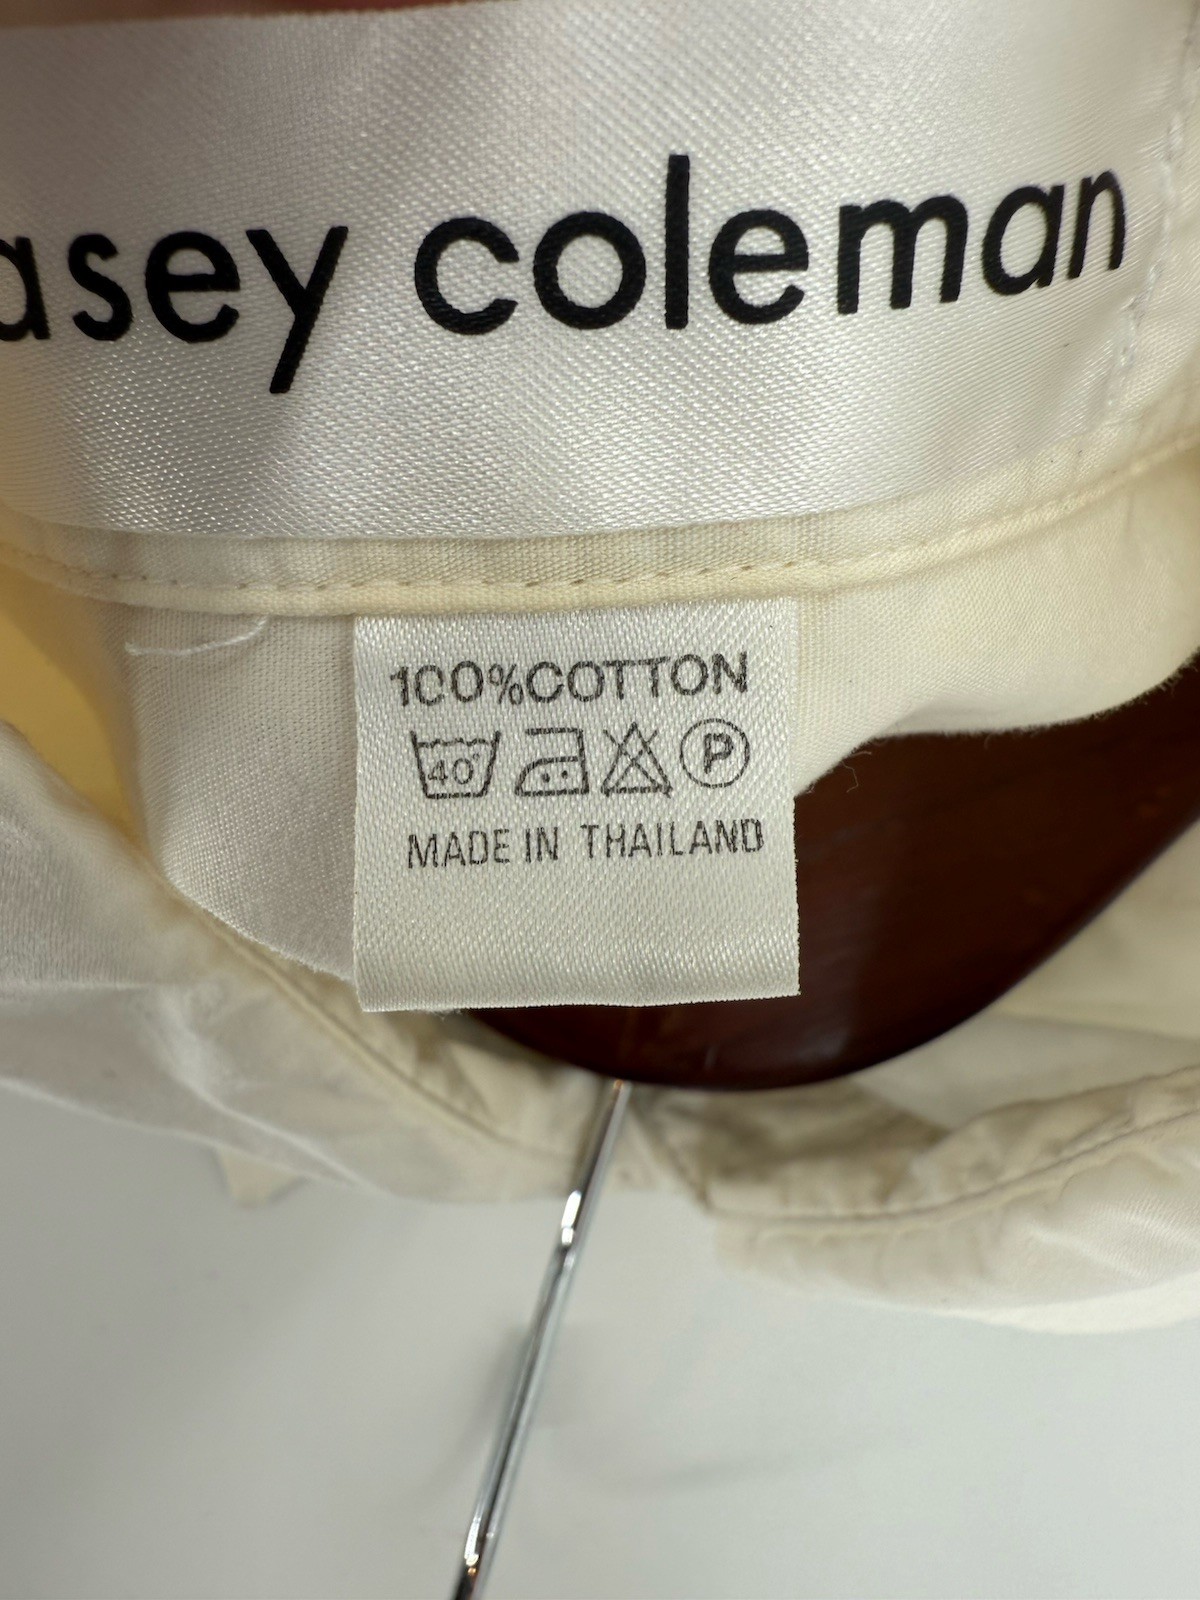 asey coleman
100%COTTON
40° P
MADE IN THAILAND